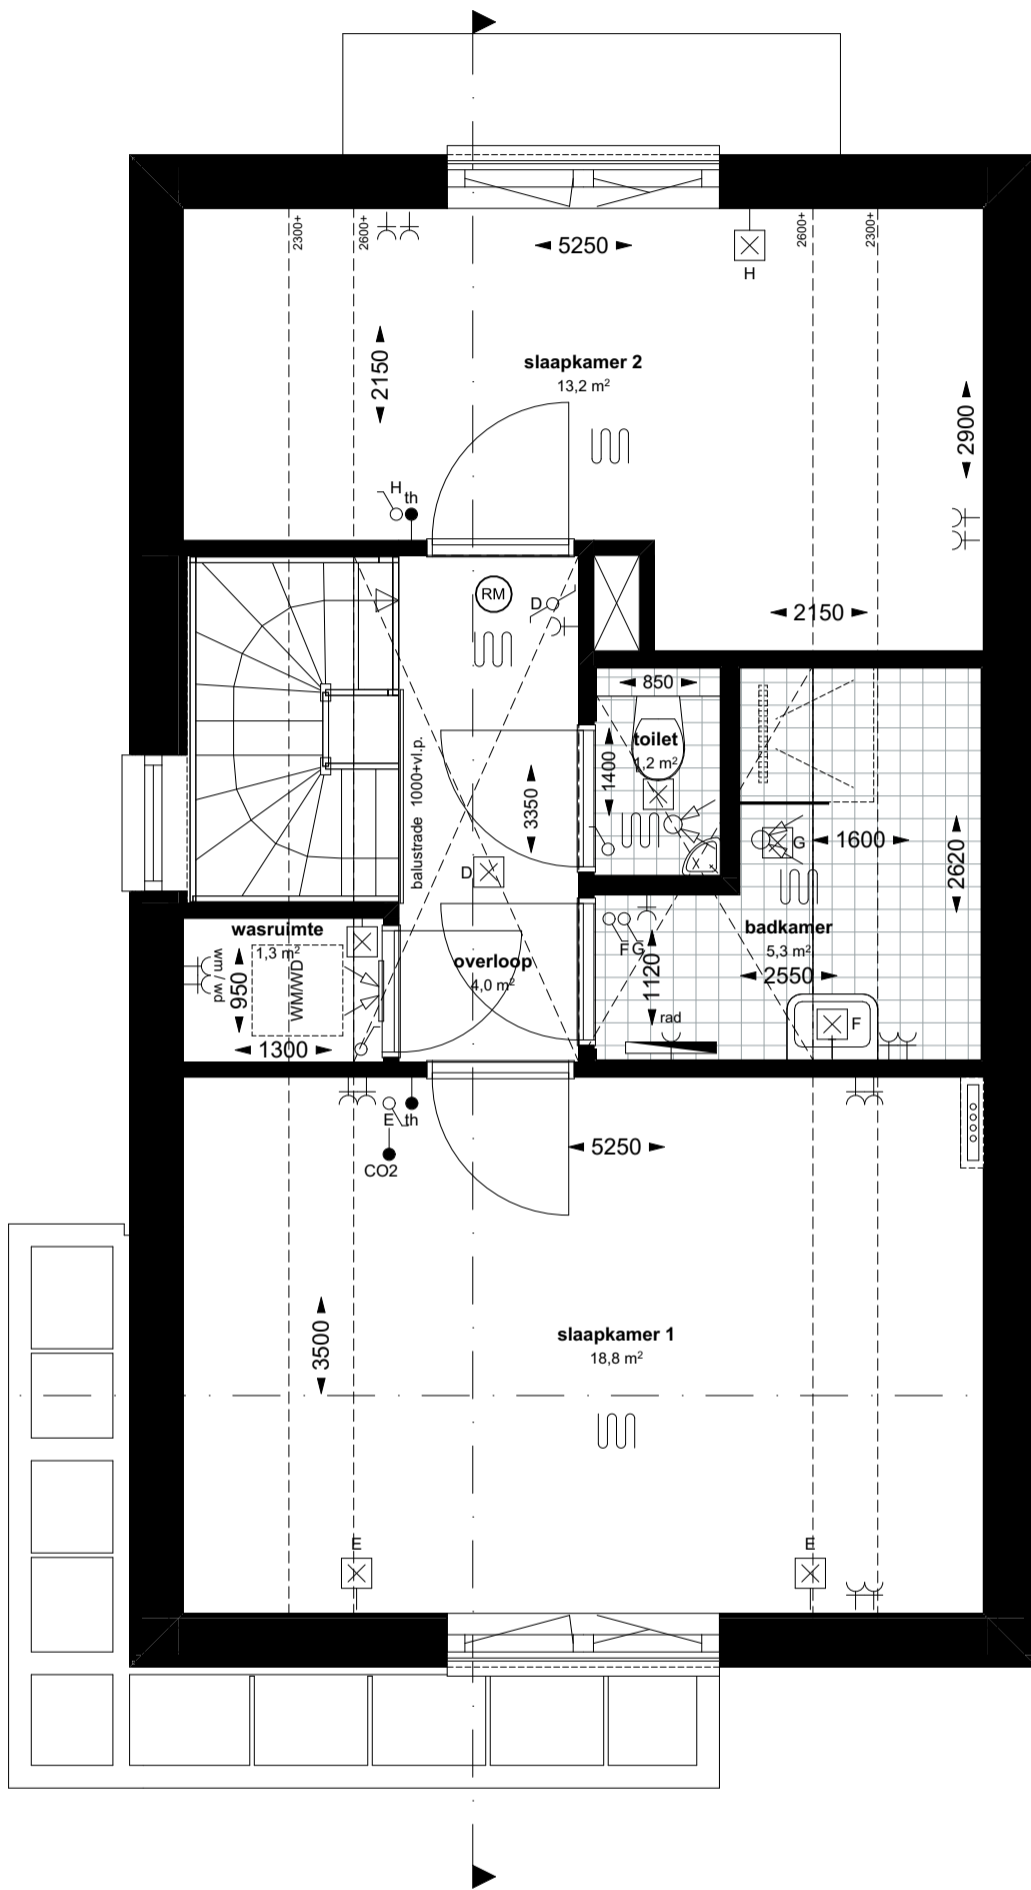 2300+
2600+
2600+
2300+
5250
H
2150
slaapkamer 2
13,2 m²
2900
H
th
RM
D
2150
850
toilet
1,2 m²
1400
balustrade 1000+vl.p.
3350
G
1600
2620
D
wasruimte
1,3 m²
wm / wd
950
WM/WD
1300
overloop
4,0 m²
F G
1120
rad
badkamer
5,3 m²
2550
F
E
th
CO2
5250
3500
slaapkamer 1
18,8 m²
E
E